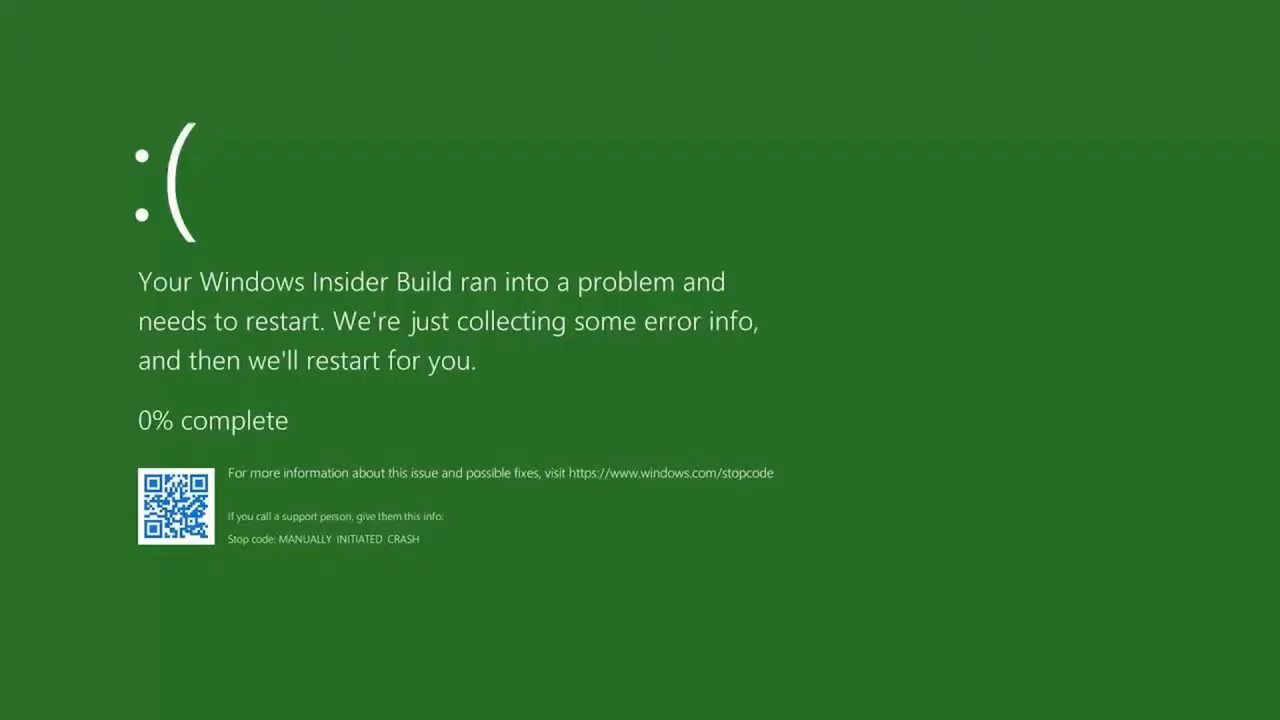 :(
Your Windows Insider Build ran into a problem and
needs to restart. We're just collecting some error info,
and then we'll restart for you.
0% complete
For more information about this issue and possible fixes, visit https://www.windows.com/stopcode
If you call a support person, give them this info:
Stop code: MANUALLY_INITIATED_CRASH